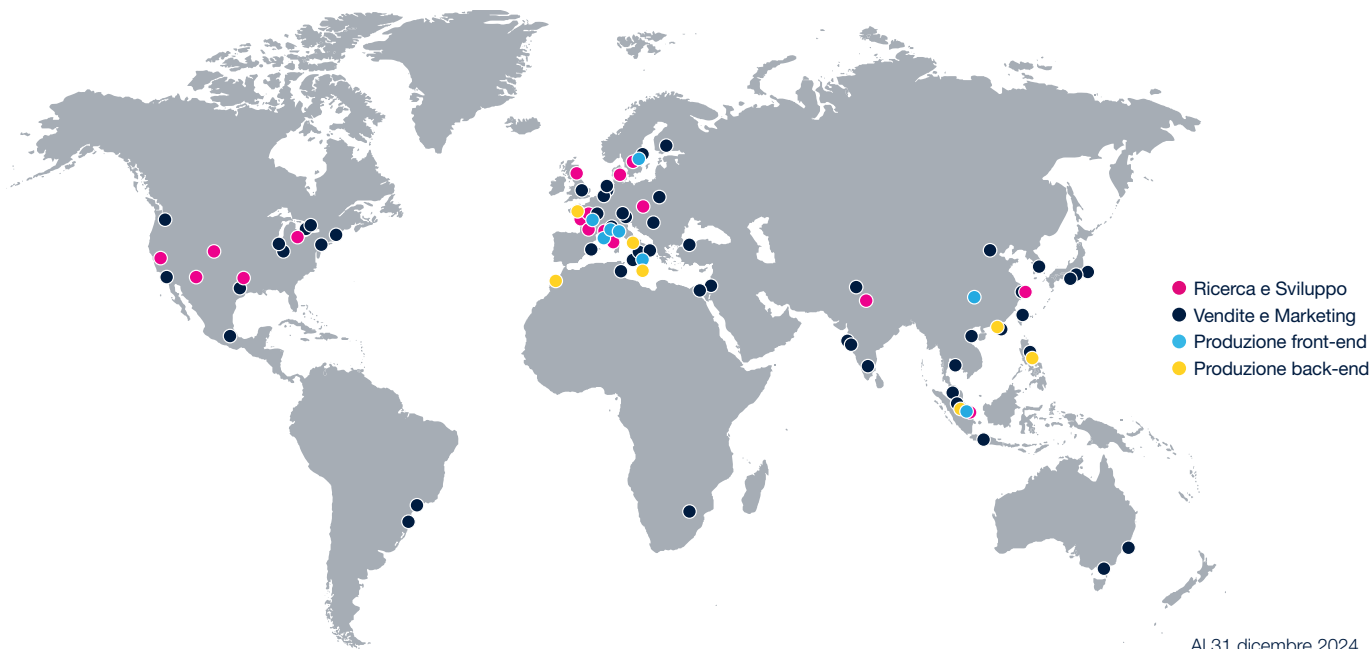 Ricerca e Sviluppo
Vendite e Marketing
Produzione front-end
Produzione back-end
Al 31 dicembre 2024